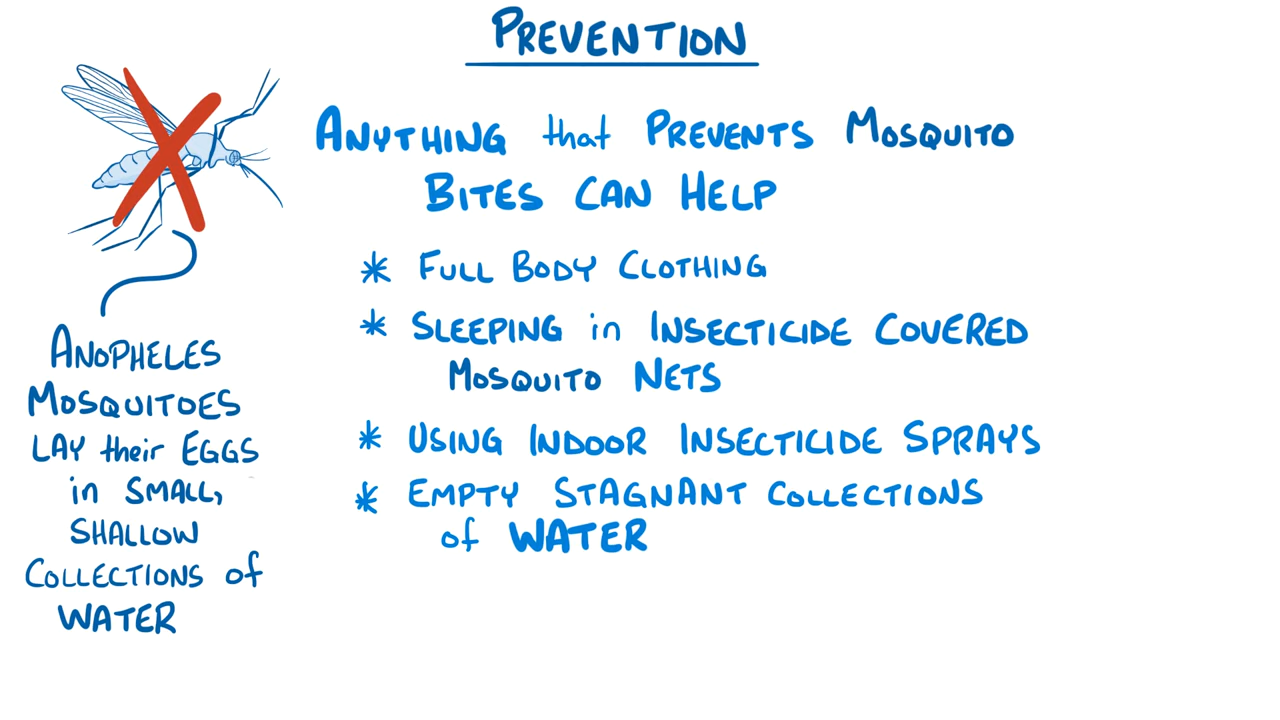 PREVENTION
ANYTHING that PREVENTS MOSQUITO
BITES CAN HELP
* FULL BODY CLOTHING
* SLEEPING in INSECTICIDE COVERED
MOSQUITO NETS
* USING INDOOR INSECTICIDE SPRAYS
* EMPTY STAGNANT COLLECTIONS
of WATER
ANOPHELES
MOSQUITOES
LAY their EGGS
in SMALL,
SHALLOW
COLLECTIONS of
WATER